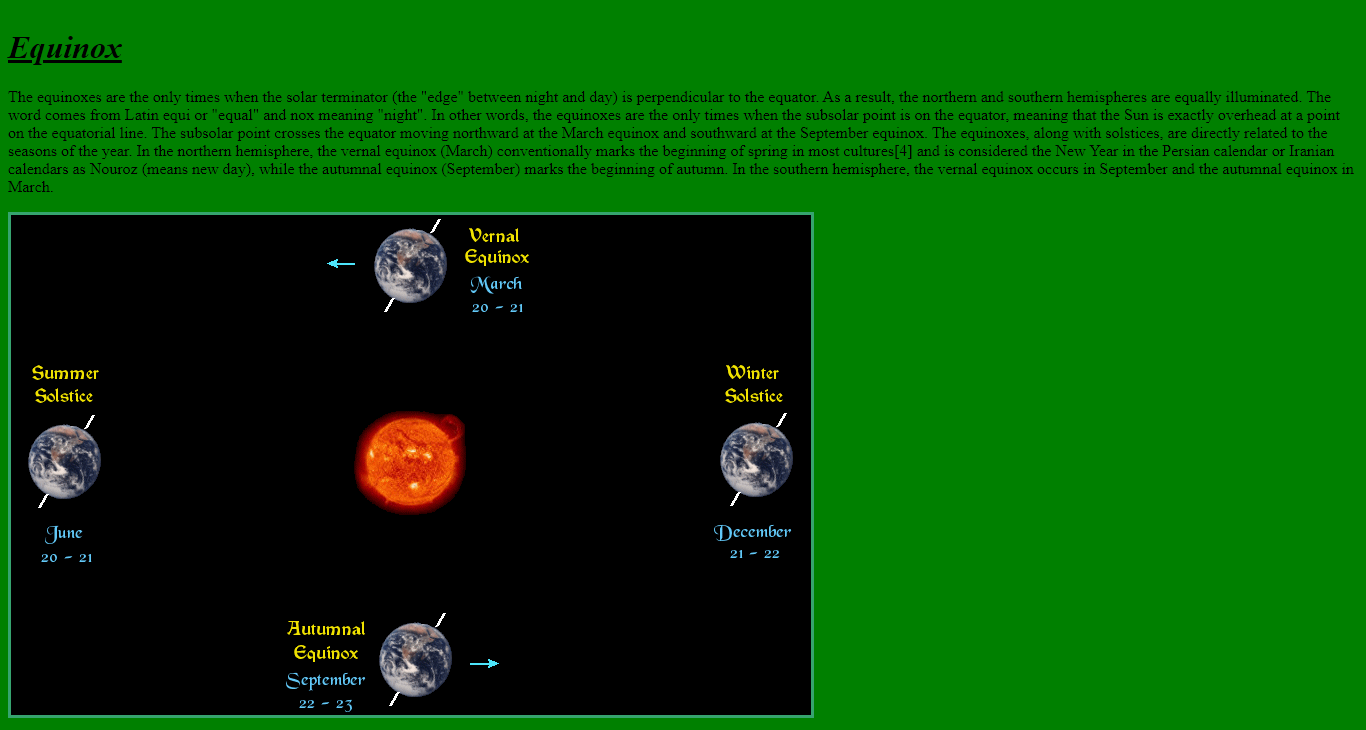 Equinox
The equinoxes are the only times when the solar terminator (the "edge" between night and day) is perpendicular to the equator. As a result, the northern and southern hemispheres are equally illuminated. The
word comes from Latin equi or "equal" and nox meaning "night". In other words, the equinoxes are the only times when the subsolar point is on the equator, meaning that the Sun is exactly overhead at a point
on the equatorial line. The subsolar point crosses the equator moving northward at the March equinox and southward at the September equinox. The equinoxes, along with solstices, are directly related to the
seasons of the year. In the northern hemisphere, the vernal equinox (March) conventionally marks the beginning of spring in most cultures[4] and is considered the New Year in the Persian calendar or Iranian
calendars as Nouroz (means new day), while the autumnal equinox (September) marks the beginning of autumn. In the southern hemisphere, the vernal equinox occurs in September and the autumnal equinox in
March.
Vernal
Equinox
March
20 - 21
Summer
Solstice
June
20 - 21
Winter
Solstice
December
21 - 22
Autumnal
Equinox
September
22 - 23